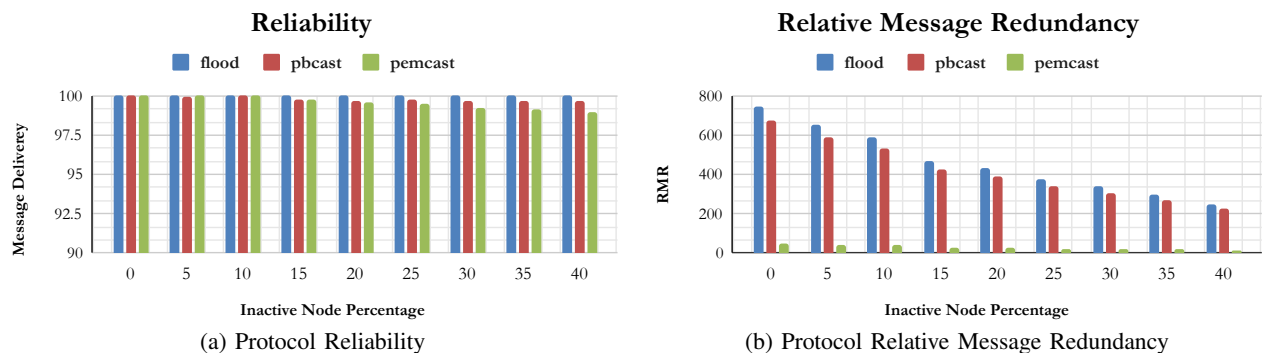 Reliability
flood pbcast pemcast
Message Deliverey
100
97.5
95
92.5
90
0 5 10 15 20 25 30 35 40
Inactive Node Percentage
(a) Protocol Reliability
Relative Message Redundancy
flood pbcast pemcast
RMR
800
600
400
200
0
0 5 10 15 20 25 30 35 40
Inactive Node Percentage
(b) Protocol Relative Message Redundancy